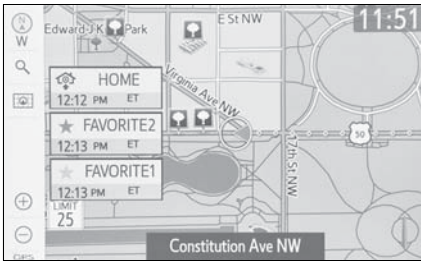 N
W
Edward J K Park
E St NW
11:51
HOME
12:12 PM ET
Virginia Ave NW
FAVORITE2
12:13 PM ET
FAVORITE1
12:13 PM ET
50
17th St NW
LIMIT
25
Constitution Ave NW
GPS